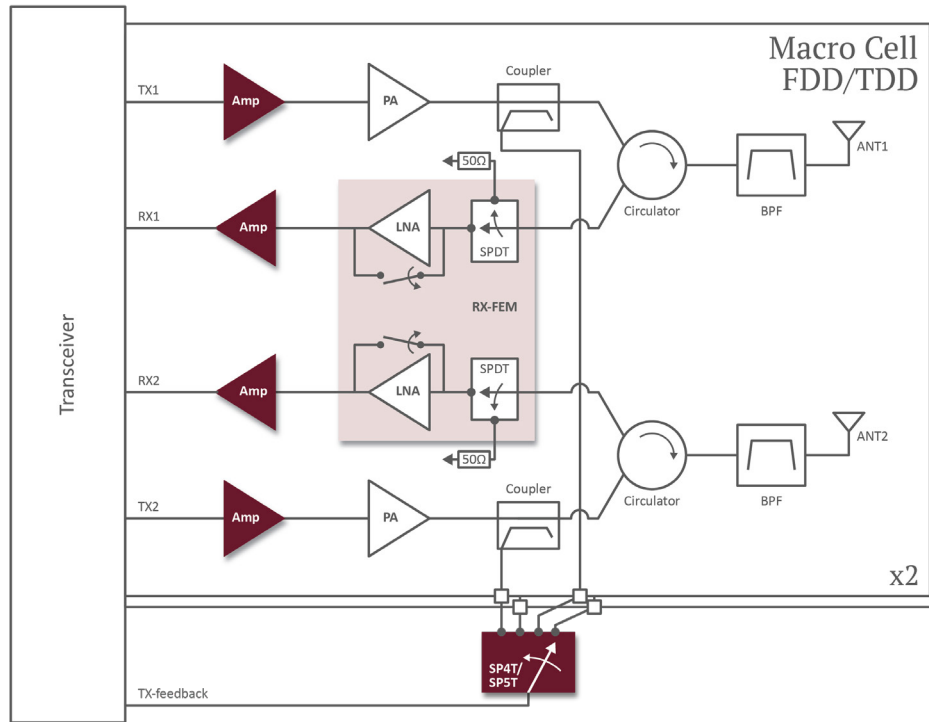 Macro Cell
FDD/TDD
Coupler
TX1
Amp
PA
ANT1
50Ω
Circulator
BPF
RX1
Amp
LNA
SPDT
RX-FEM
Transceiver
RX2
Amp
LNA
SPDT
50Ω
ANT2
Circulator
BPF
Coupler
TX2
Amp
PA
x2
SP4T/
SP5T
TX-feedback